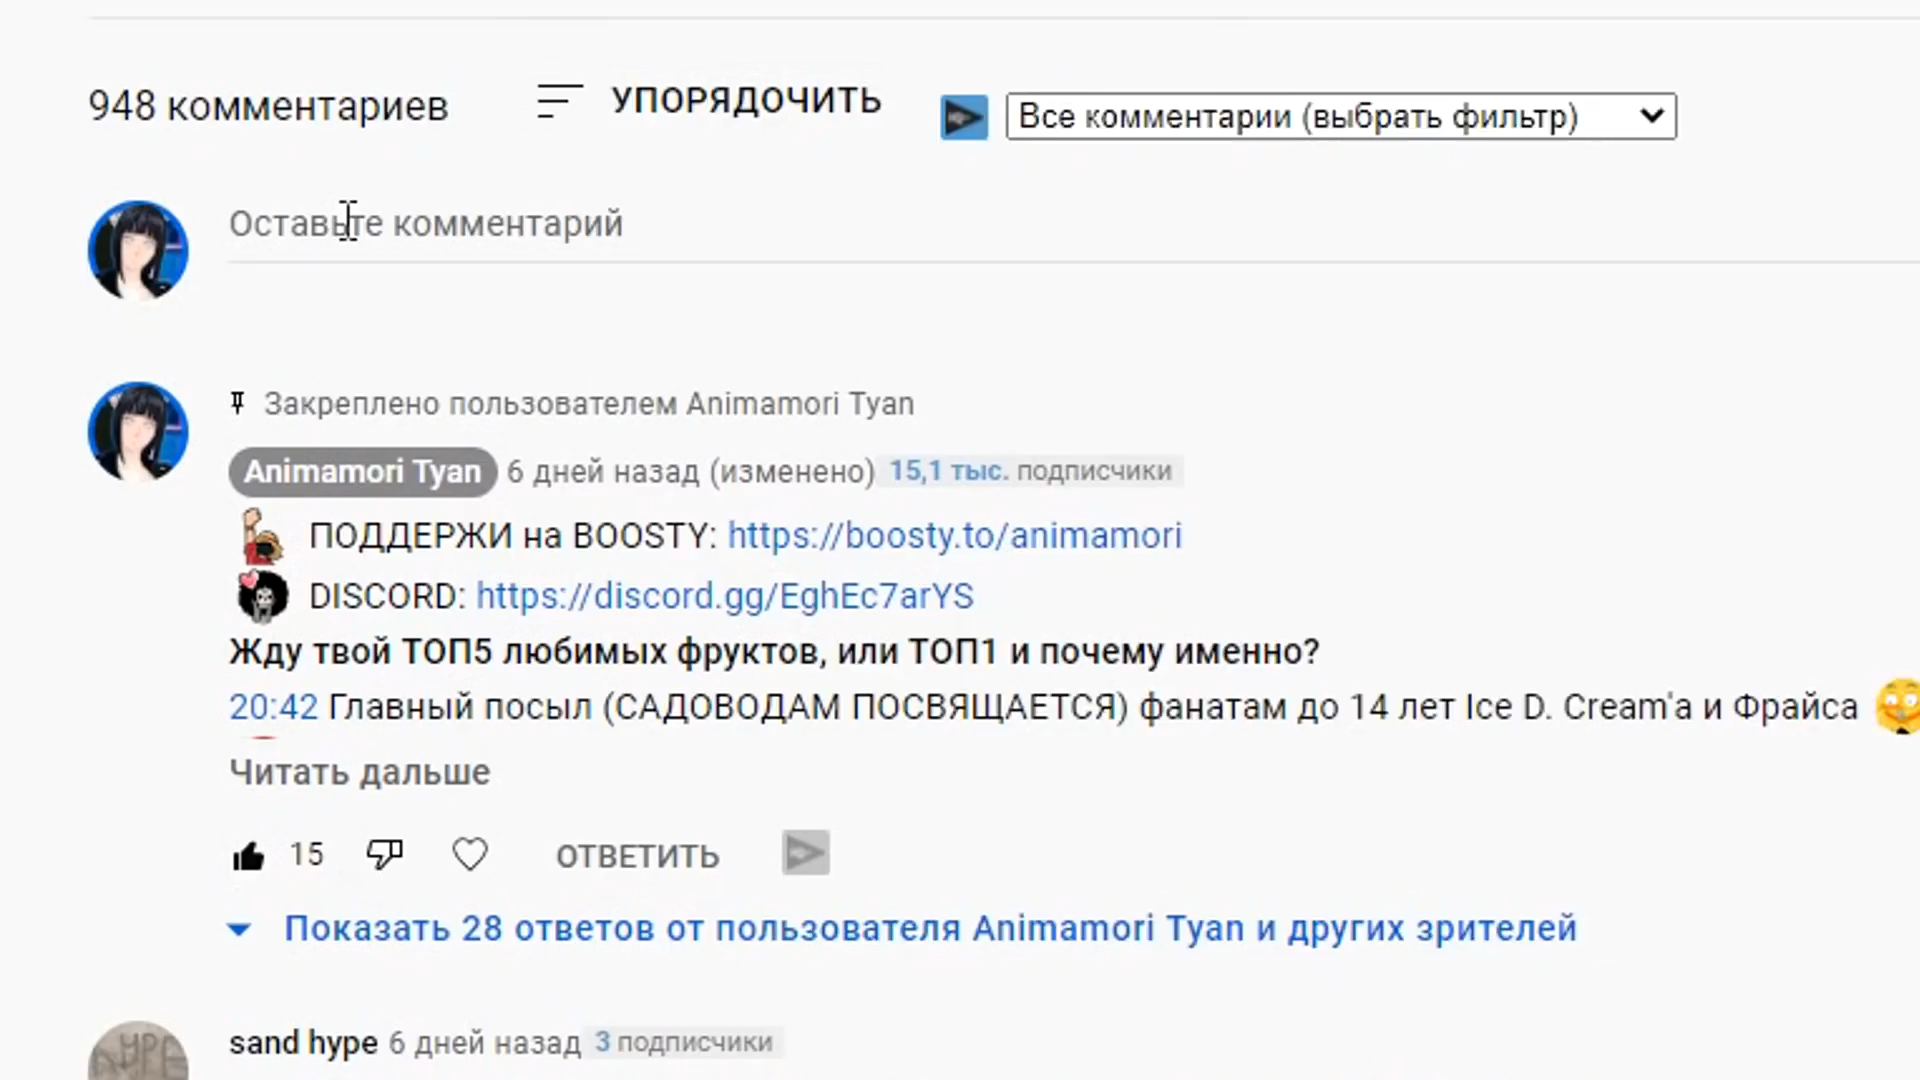 948 комментариев
УПОРЯДОЧИТЬ
Все комментарии (выбрать фильтр)
Оставьте комментарий
Закреплено пользователем Animamori Tyan
Animamori Tyan 6 дней назад (изменено) 15,1 тыс. подписчики
ПОДДЕРЖИ на BOOSTY: https://boosty.to/animamori
DISCORD: https://discord.gg/EghEc7arYS
Жду твой ТОП5 любимых фруктов, или ТОП1 и почему именно?
20:42 Главный посыл (САДОВОДАМ ПОСВЯЩАЕТСЯ) фанатам до 14 лет Ice D. Cream'a и Фрайса
Читать дальше
15
ОТВЕТИТЬ
Показать 28 ответов от пользователя Animamori Tyan и других зрителей
sand hype 6 дней назад 3 подписчики